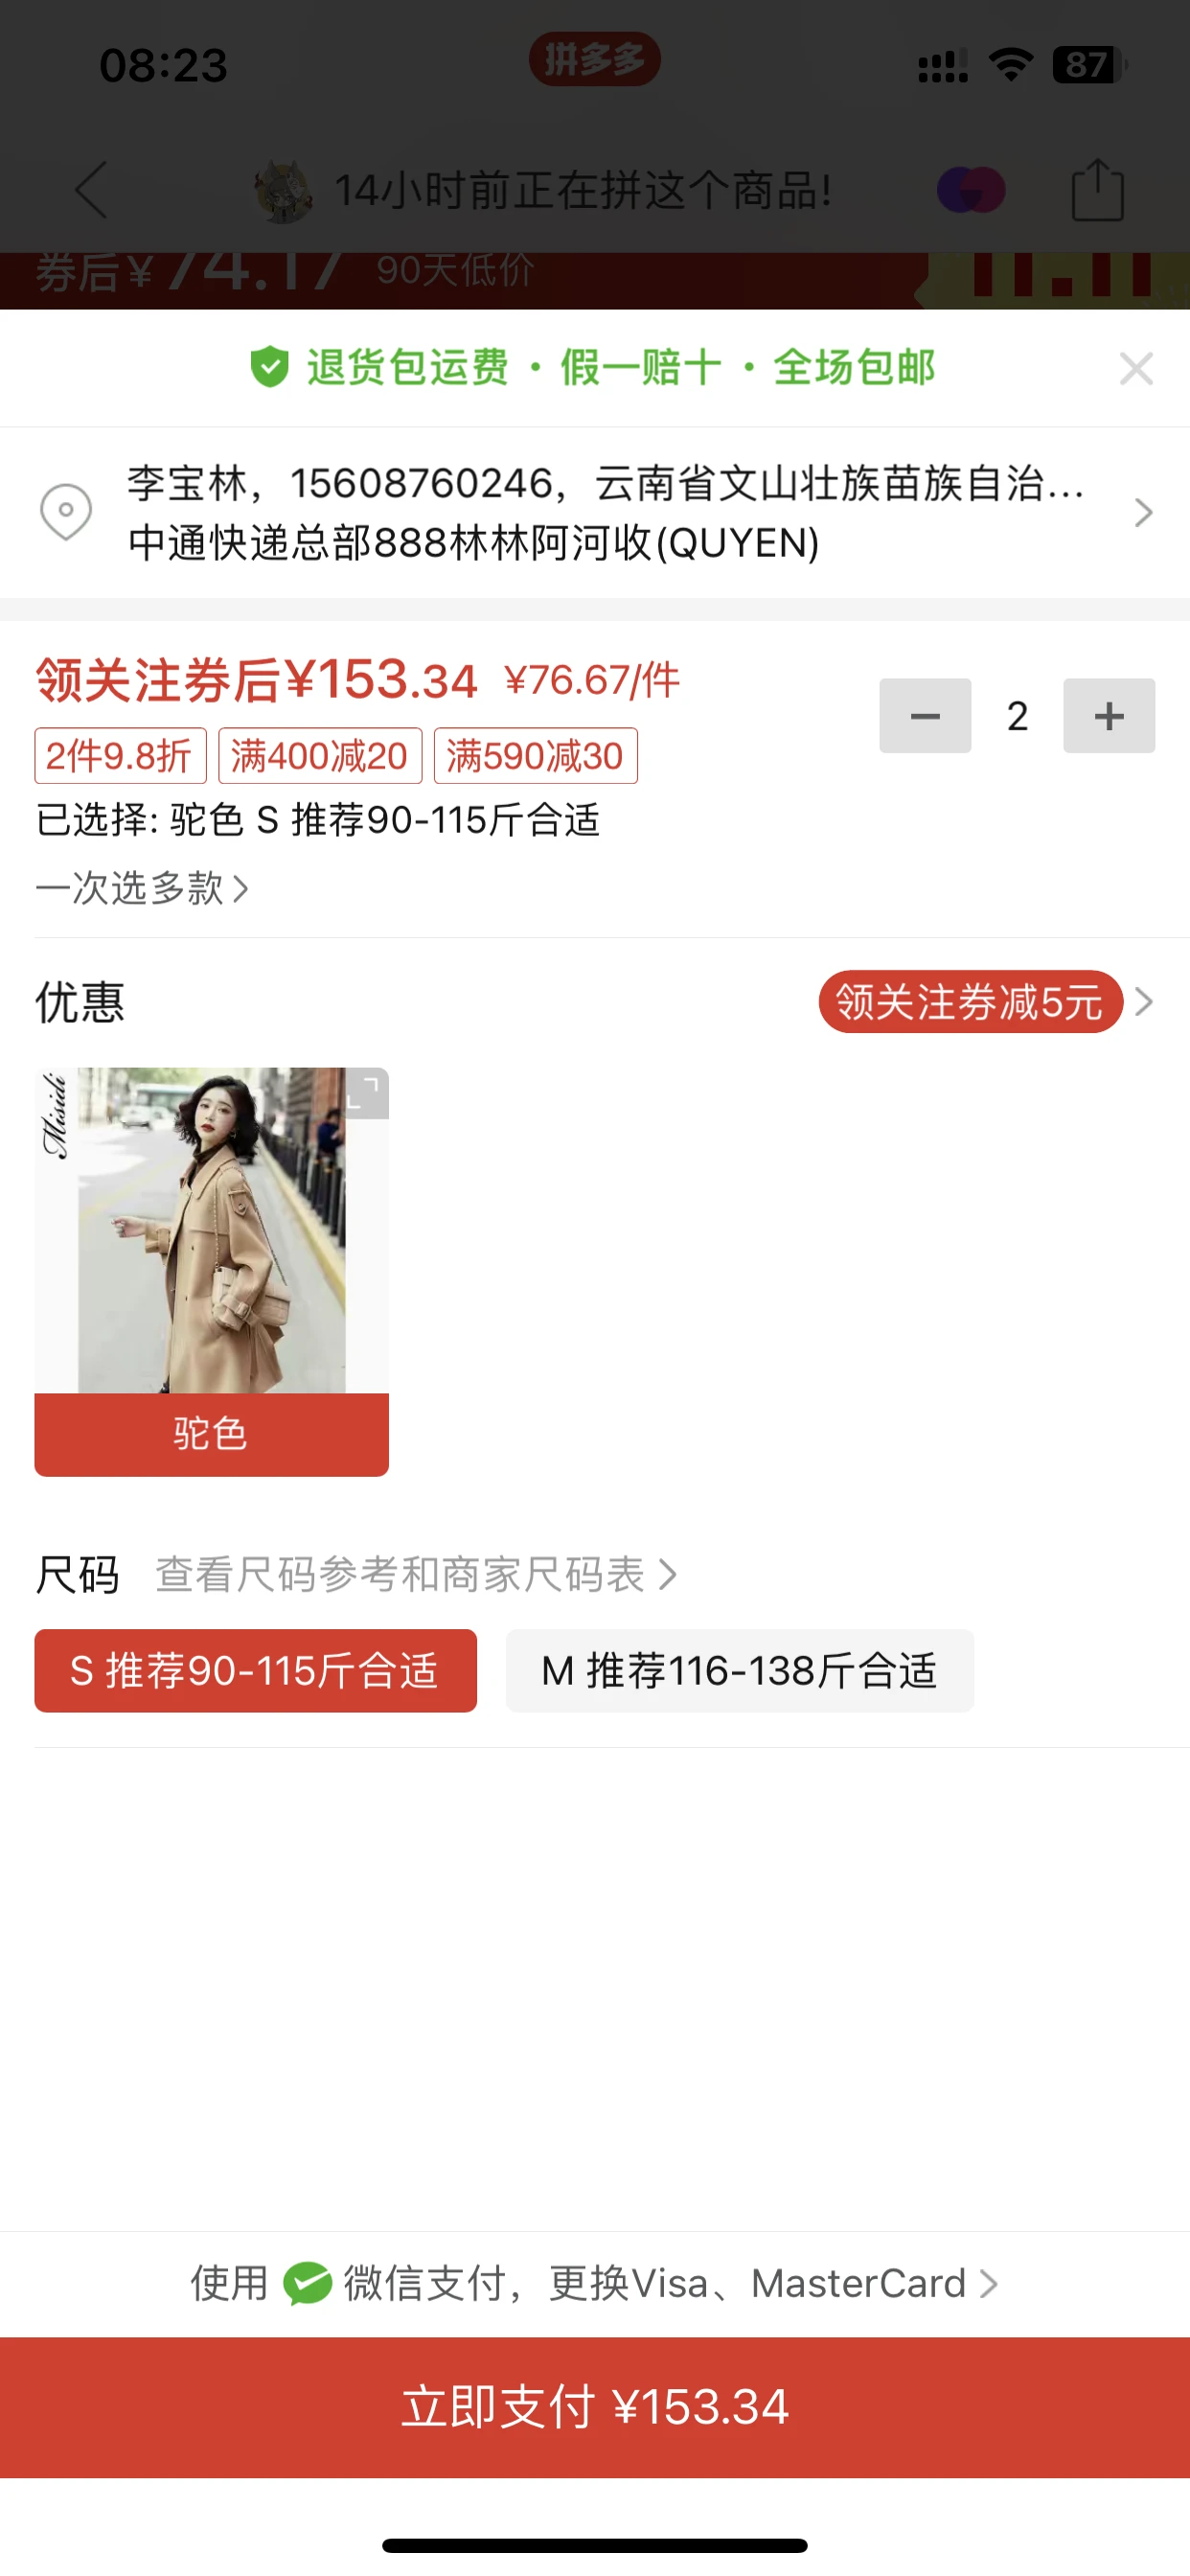 08:23
拼多多
87
14小时前正在拼这个商品!
券后¥74.17 90天低价
11.11
退货包运费·假一赔十·全场包邮
李宝林，15608760246，云南省文山壮族苗族自治...
中通快递总部888林林阿河收(QUYEN)
领关注券后¥153.34 ¥76.67/件
2
2件9.8折 满400减20 满590减30
已选择: 驼色 S 推荐90-115斤合适
一次选多款
优惠
领关注券减5元
Misidi
驼色
尺码 查看尺码参考和商家尺码表
S 推荐90-115斤合适
M 推荐116-138斤合适
使用 微信支付，更换Visa、MasterCard
立即支付 ¥153.34